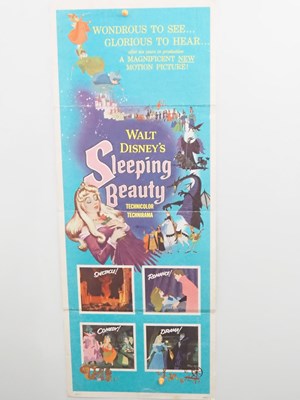 WONDROUS TO SEE...
GLORIOUS TO HEAR...
A MAGNIFICENT NEW
MOTION PICTURE!
WALT
DISNEY'S
Sleeping
Beauty
TECHNICOLOR
TECHNIRAMA
SPECTACLE!
ROMANCE!
COMEDY!
DRAMA!